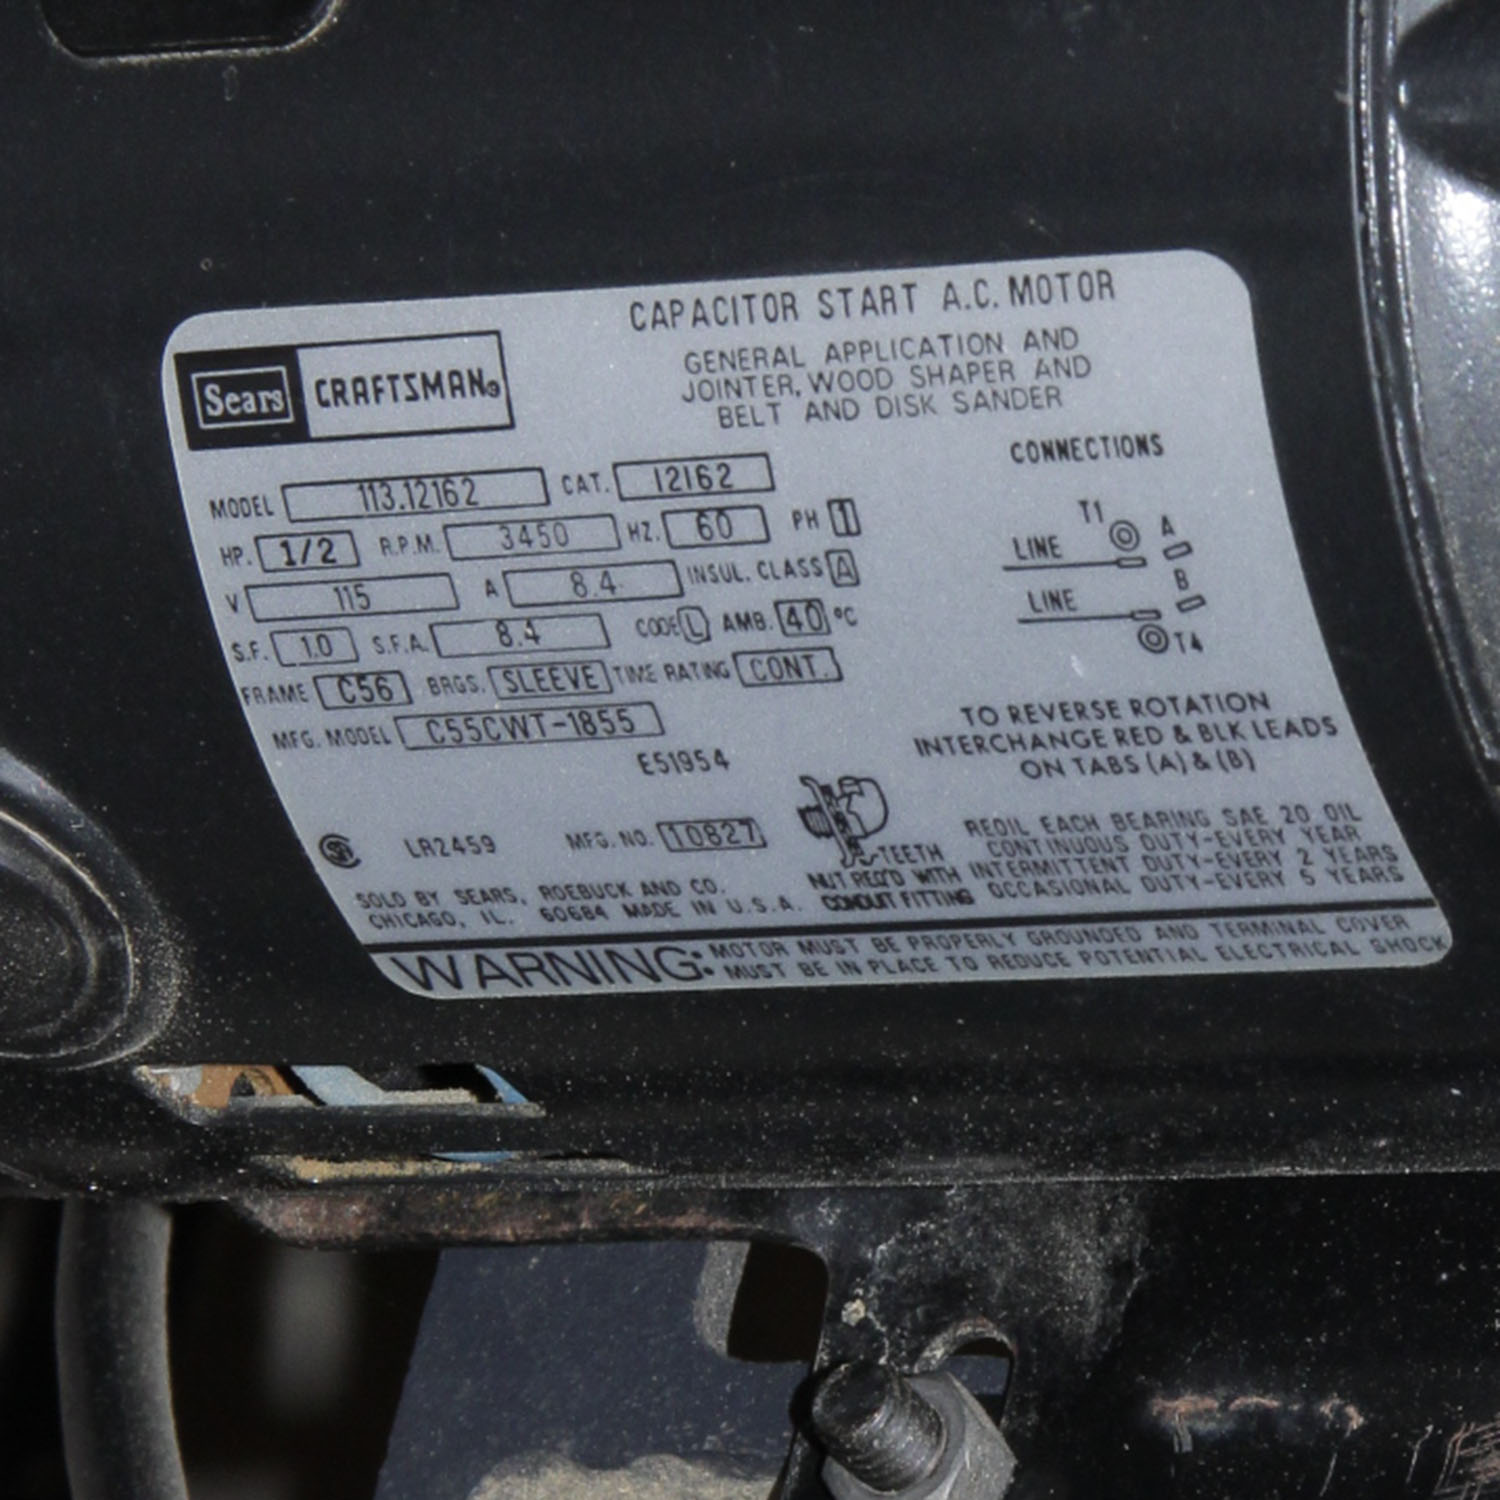 CAPACITOR START A.C. MOTOR
GENERAL APPLICATION AND
JOINTER, WOOD SHAPER AND
BELT AND DISK SANDER
Sears CRAFTSMAN®
MODEL 113.12162 CAT. 12162
HP. 1/2 R.P.M. 3450 HZ. 60 PH 1
V 115 A 8.4 INSUL. CLASS A
S.F. 1.0 S.F.A. 8.4 CODE L AMB. 40 °C
FRAME C56 BRGS. SLEEVE TIME RATING CONT.
MFG. MODEL C55CWT-1855
E51954
LR2459 MFG. NO. 10827
SOLD BY SEARS, ROEBUCK AND CO.
CHICAGO, IL. 60684 MADE IN U.S.A.
CONNECTIONS
T1
LINE A
B
LINE
T4
TO REVERSE ROTATION
INTERCHANGE RED & BLK LEADS
ON TABS (A) & (B)
TEETH
NUT REQ'D WITH
CONDUIT FITTING
REOIL EACH BEARING SAE 20 OIL
CONTINUOUS DUTY-EVERY YEAR
INTERMITTENT DUTY-EVERY 2 YEARS
OCCASIONAL DUTY-EVERY 5 YEARS
WARNING: MOTOR MUST BE PROPERLY GROUNDED AND TERMINAL COVER
MUST BE IN PLACE TO REDUCE POTENTIAL ELECTRICAL SHOCK